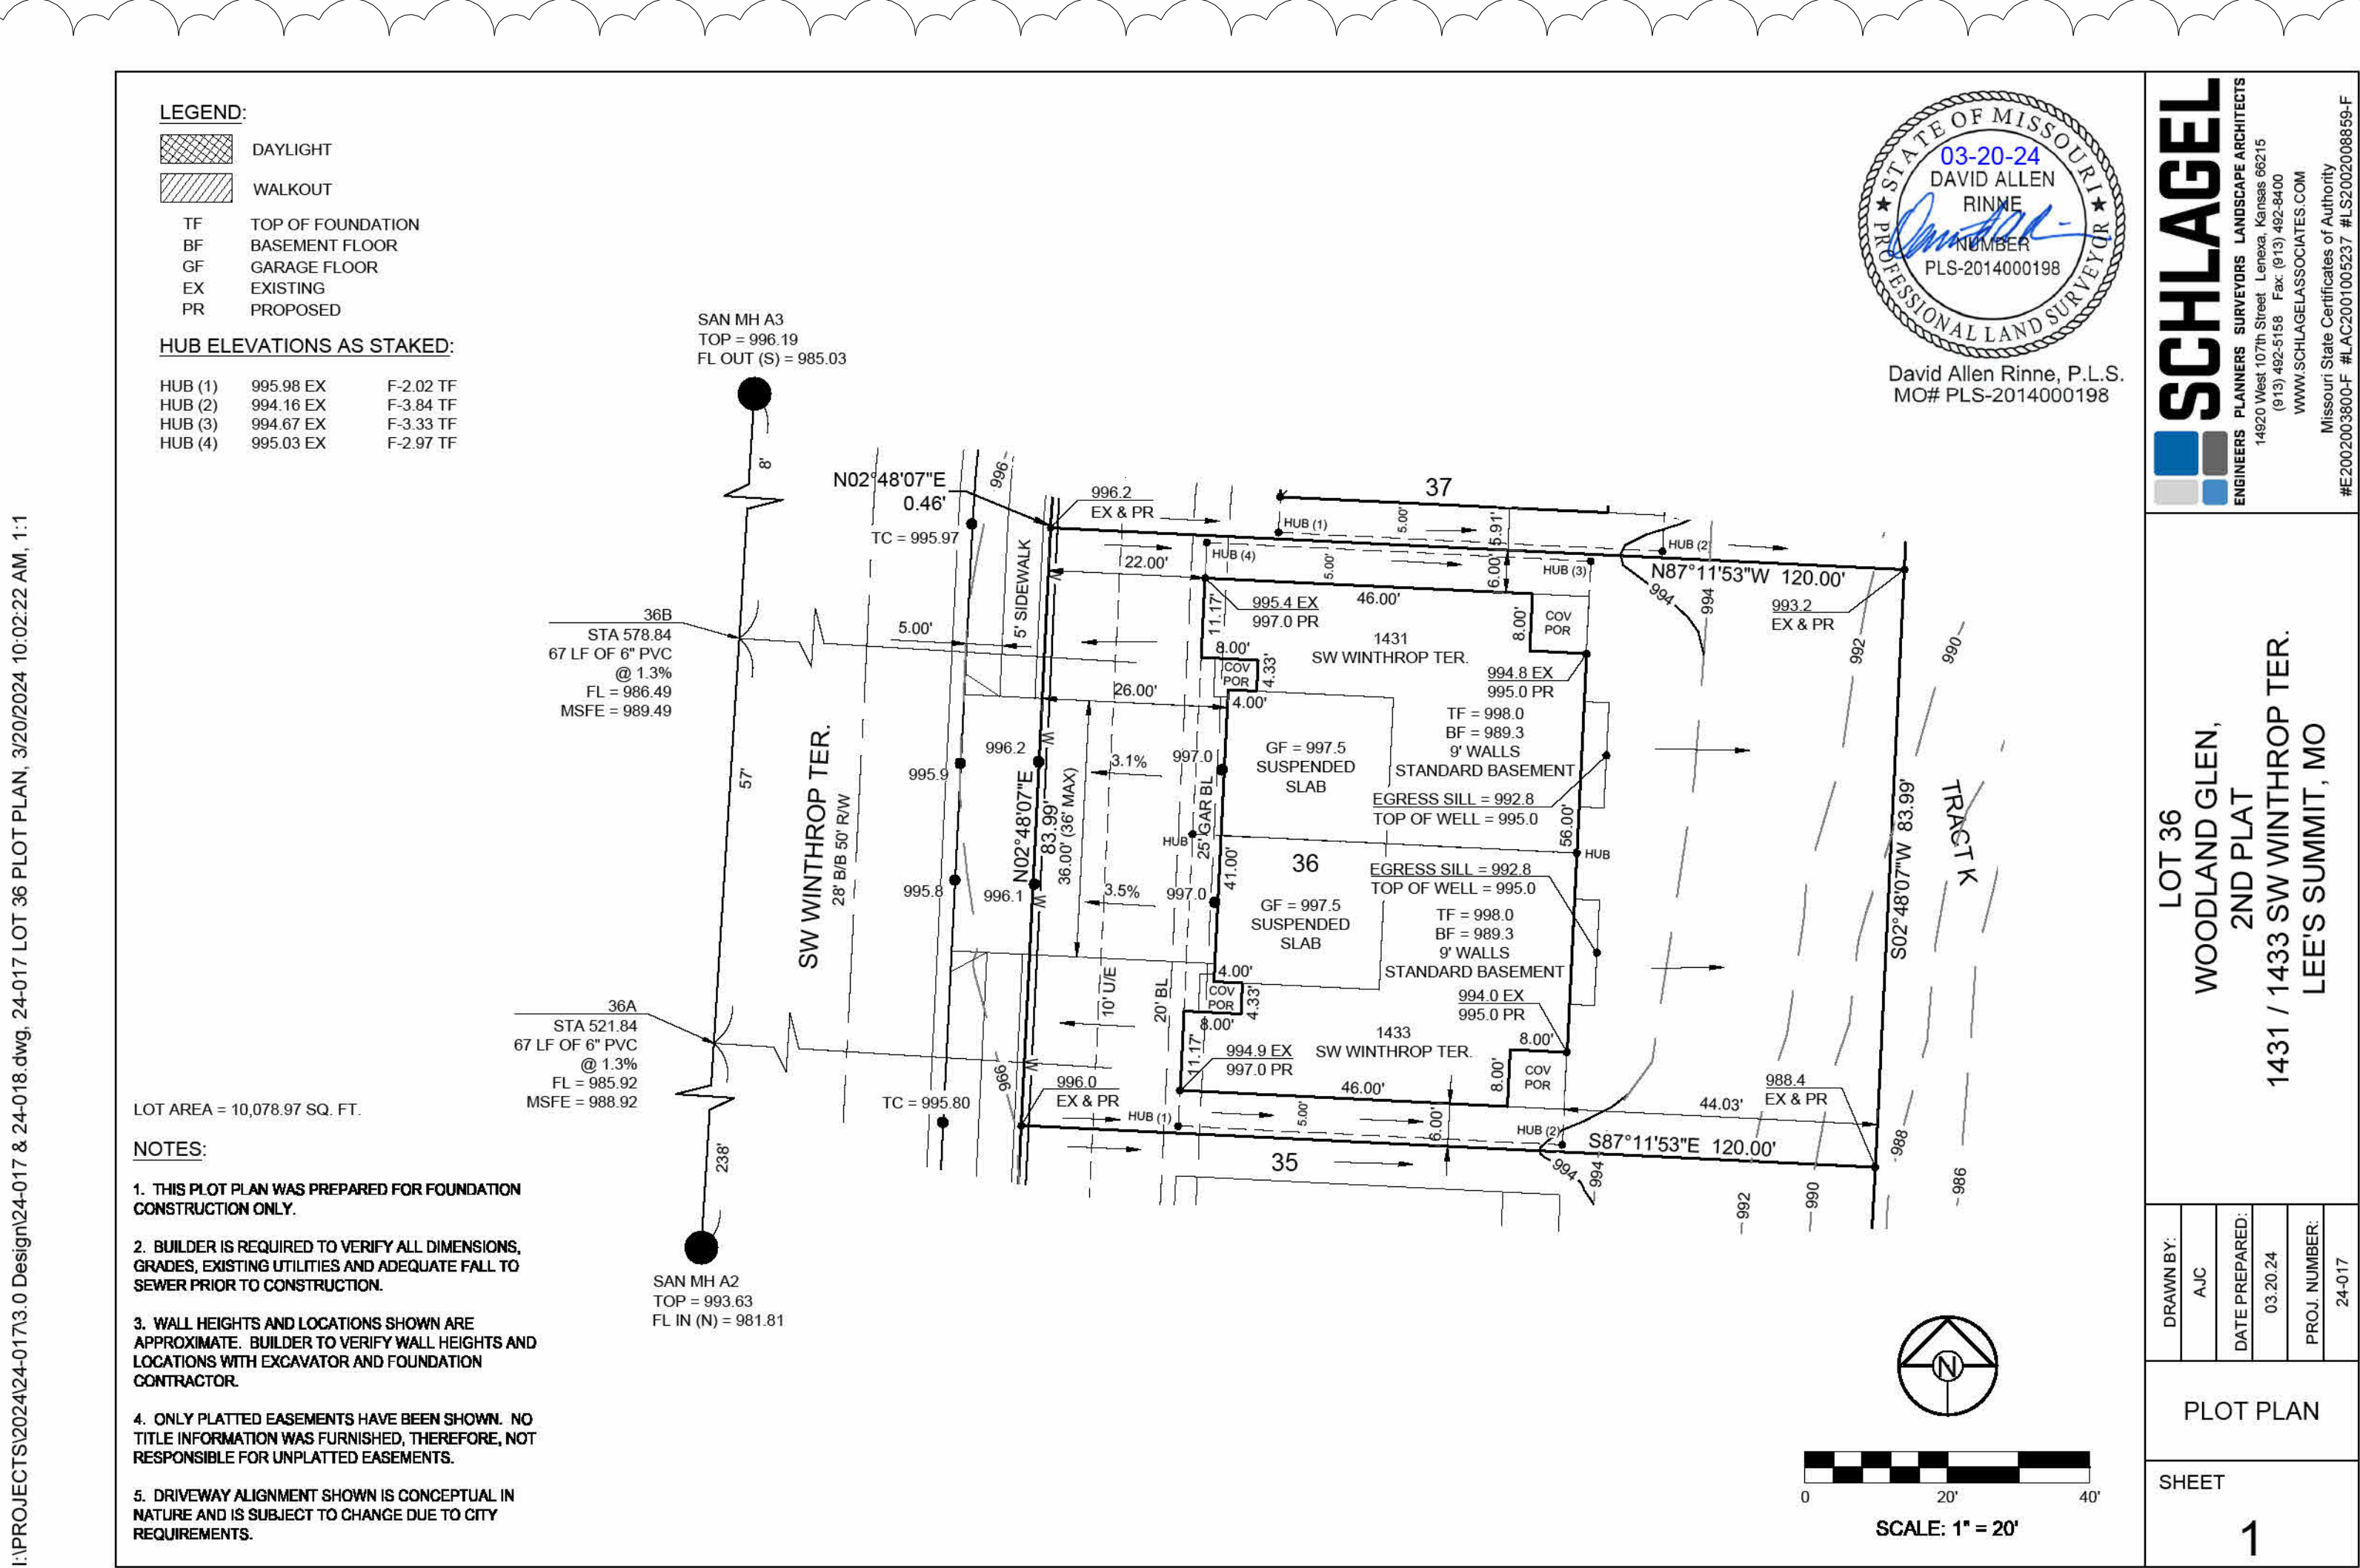 LEGEND:
DAYLIGHT
WALKOUT
TF TOP OF FOUNDATION
BF BASEMENT FLOOR
GF GARAGE FLOOR
EX EXISTING
PR PROPOSED
HUB ELEVATIONS AS STAKED:
HUB (1) 995.98 EX F-2.02 TF
HUB (2) 994.16 EX F-3.84 TF
HUB (3) 994.67 EX F-3.33 TF
HUB (4) 995.03 EX F-2.97 TF
SAN MH A3
TOP = 996.19
FL OUT (S) = 985.03
8'
N02°48'07"E
0.46'
TC = 995.97
996
5' SIDEWALK
996.2
EX & PR
37
HUB (1)
5.00'
5.91'
HUB (2)
HUB (4)
5.00'
6.00'
HUB (3)
22.00'
N87°11'53"W 120.00'
994
994
992
990
993.2
EX & PR
36B
STA 578.84
67 LF OF 6" PVC
@ 1.3%
FL = 986.49
MSFE = 989.49
5.00'
11.17'
995.4 EX
997.0 PR
46.00'
8.00'
COV
POR
1431
SW WINTHROP TER.
8.00'
COV
POR
4.33'
994.8 EX
995.0 PR
26.00'
4.00'
TF = 998.0
BF = 989.3
9' WALLS
STANDARD BASEMENT
GF = 997.5
SUSPENDED
SLAB
EGRESS SILL = 992.8
TOP OF WELL = 995.0
57'
SW WINTHROP TER.
28' B/B 50' R/W
995.9
996.2
W
N02°48'07"E
83.99'
36.00' (36' MAX)
3.1%
997.0
25' GAR BL
HUB
41.00'
56.00'
HUB
36
995.8
996.1
W
3.5%
997.0
EGRESS SILL = 992.8
TOP OF WELL = 995.0
GF = 997.5
SUSPENDED
SLAB
TF = 998.0
BF = 989.3
9' WALLS
STANDARD BASEMENT
S02°48'07"W 83.99'
TRACT K
4.00'
COV
POR
4.33'
8.00'
10' U/E
20' BL
994.0 EX
995.0 PR
36A
STA 521.84
67 LF OF 6" PVC
@ 1.3%
FL = 985.92
MSFE = 988.92
11.17'
994.9 EX
997.0 PR
1433
SW WINTHROP TER.
8.00'
8.00'
COV
POR
996
W
996.0
EX & PR
46.00'
988.4
EX & PR
44.03'
TC = 995.80
HUB (1)
5.00'
6.00'
HUB (2)
S87°11'53"E 120.00'
35
994
994
992
990
988
986
238'
SAN MH A2
TOP = 993.63
FL IN (N) = 981.81
LOT AREA = 10,078.97 SQ. FT.
NOTES:
1. THIS PLOT PLAN WAS PREPARED FOR FOUNDATION
CONSTRUCTION ONLY.
2. BUILDER IS REQUIRED TO VERIFY ALL DIMENSIONS,
GRADES, EXISTING UTILITIES AND ADEQUATE FALL TO
SEWER PRIOR TO CONSTRUCTION.
3. WALL HEIGHTS AND LOCATIONS SHOWN ARE
APPROXIMATE. BUILDER TO VERIFY WALL HEIGHTS AND
LOCATIONS WITH EXCAVATOR AND FOUNDATION
CONTRACTOR.
4. ONLY PLATTED EASEMENTS HAVE BEEN SHOWN. NO
TITLE INFORMATION WAS FURNISHED, THEREFORE, NOT
RESPONSIBLE FOR UNPLATTED EASEMENTS.
5. DRIVEWAY ALIGNMENT SHOWN IS CONCEPTUAL IN
NATURE AND IS SUBJECT TO CHANGE DUE TO CITY
REQUIREMENTS.
STATE OF MISSOURI
03-20-24
DAVID ALLEN
RINNE
NUMBER
PLS-2014000198
PROFESSIONAL LAND SURVEYOR
David Allen Rinne, P.L.S.
MO# PLS-2014000198
N
0 20' 40'
SCALE: 1" = 20'
SCHLAGEL
ENGINEERS PLANNERS SURVEYORS LANDSCAPE ARCHITECTS
14920 West 107th Street Lenexa, Kansas 66215
(913) 492-5158 Fax: (913) 492-8400
WWW.SCHLAGELASSOCIATES.COM
Missouri State Certificates of Authority
#E2002003800-F #LAC2001005237 #LS2002008859-F
LOT 36
WOODLAND GLEN,
2ND PLAT
1431 / 1433 SW WINTHROP TER.
LEE'S SUMMIT, MO
DRAWN BY:
AJC
DATE PREPARED:
03.20.24
PROJ. NUMBER:
24-017
PLOT PLAN
SHEET
1
I:\PROJECTS\2024\24-017\3.0 Design\24-017 & 24-018.dwg, 24-017 LOT 36 PLOT PLAN, 3/20/2024 10:02:22 AM, 1:1